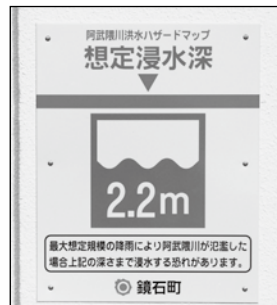 阿武隈川洪水ハザードマップ
想定浸水深
2.2m
最大想定規模の降雨により阿武隈川が氾濫した
場合上記の深さまで浸水する恐れがあります。
鏡石町